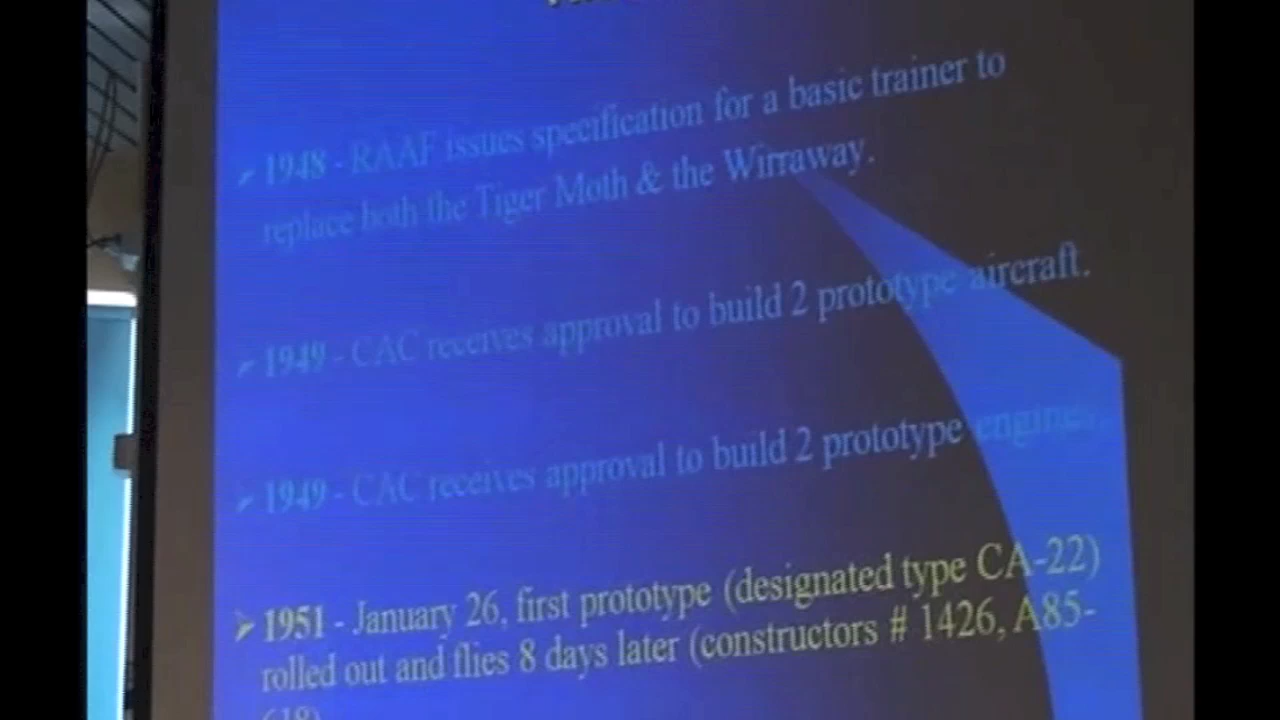 ➢ 1948 - RAAF issues specification for a basic trainer to
replace both the Tiger Moth & the Wirraway.
➢ 1949 - CAC receives approval to build 2 prototype aircraft.
➢ 1949 - CAC receives approval to build 2 prototype engines.
➢ 1951 - January 26, first prototype (designated type CA-22)
rolled out and flies 8 days later (constructors # 1426, A85-